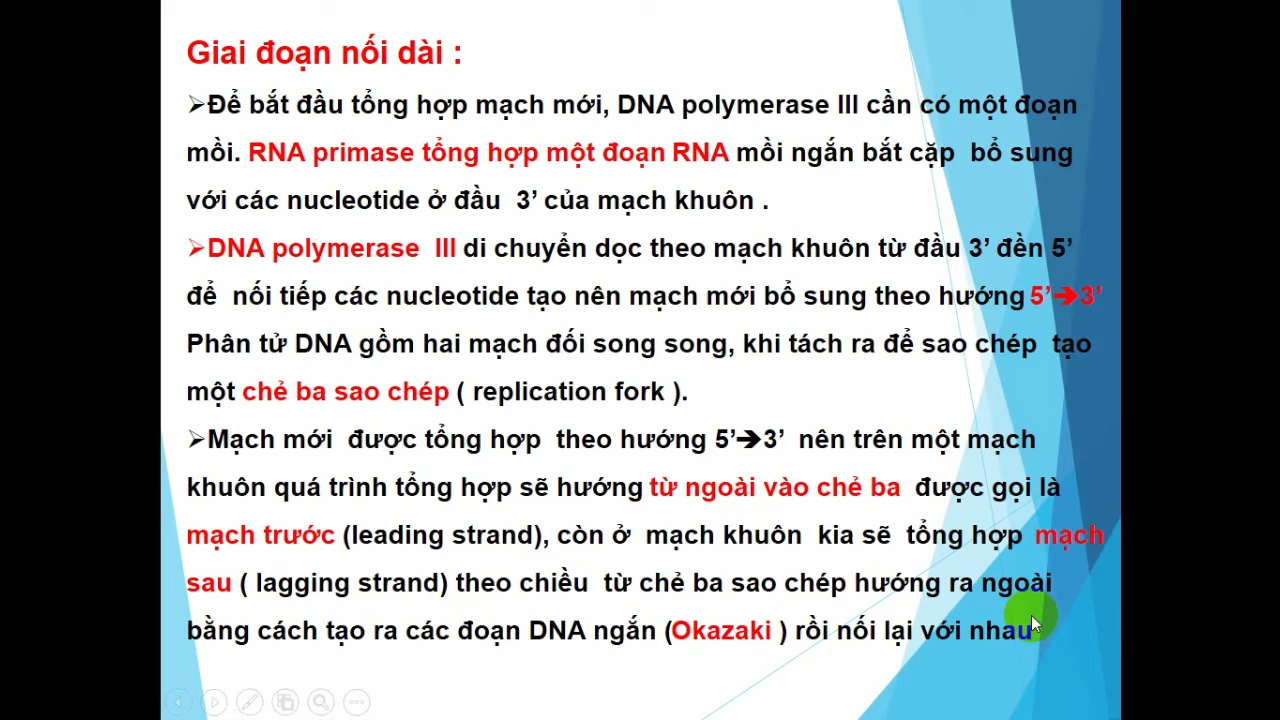 Giai đoạn nối dài :
➢Để bắt đầu tổng hợp mạch mới, DNA polymerase III cần có một đoạn
mồi. RNA primase tổng hợp một đoạn RNA mồi ngắn bắt cặp bổ sung
với các nucleotide ở đầu 3’ của mạch khuôn .
➢DNA polymerase III di chuyển dọc theo mạch khuôn từ đầu 3’ đền 5’
để nối tiếp các nucleotide tạo nên mạch mới bổ sung theo hướng 5’➔3’
Phân tử DNA gồm hai mạch đối song song, khi tách ra để sao chép tạo
một chẻ ba sao chép ( replication fork ).
➢Mạch mới được tổng hợp theo hướng 5’➔3’ nên trên một mạch
khuôn quá trình tổng hợp sẽ hướng từ ngoài vào chẻ ba được gọi là
mạch trước (leading strand), còn ở mạch khuôn kia sẽ tổng hợp mạch
sau ( lagging strand) theo chiều từ chẻ ba sao chép hướng ra ngoài
bằng cách tạo ra các đoạn DNA ngắn (Okazaki ) rồi nối lại với nhau